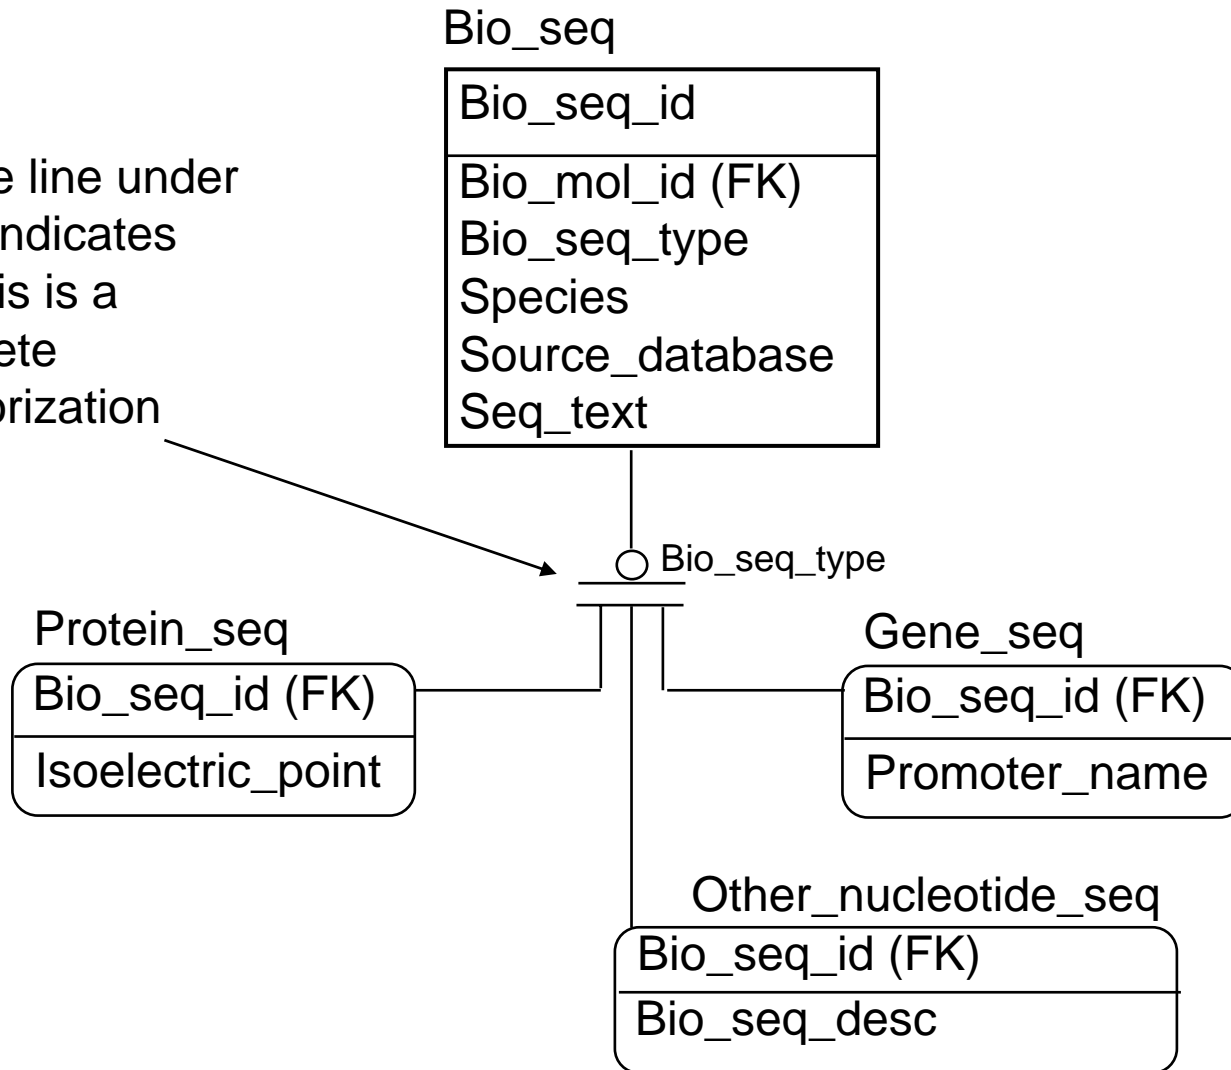 Bio_seq
Bio_seq_id
Bio_mol_id (FK)
Bio_seq_type
Species
Source_database
Seq_text
e line under
ndicates
is is a
ete
orization
Bio_seq_type
Protein_seq
Bio_seq_id (FK)
Isoelectric_point
Gene_seq
Bio_seq_id (FK)
Promoter_name
Other_nucleotide_seq
Bio_seq_id (FK)
Bio_seq_desc